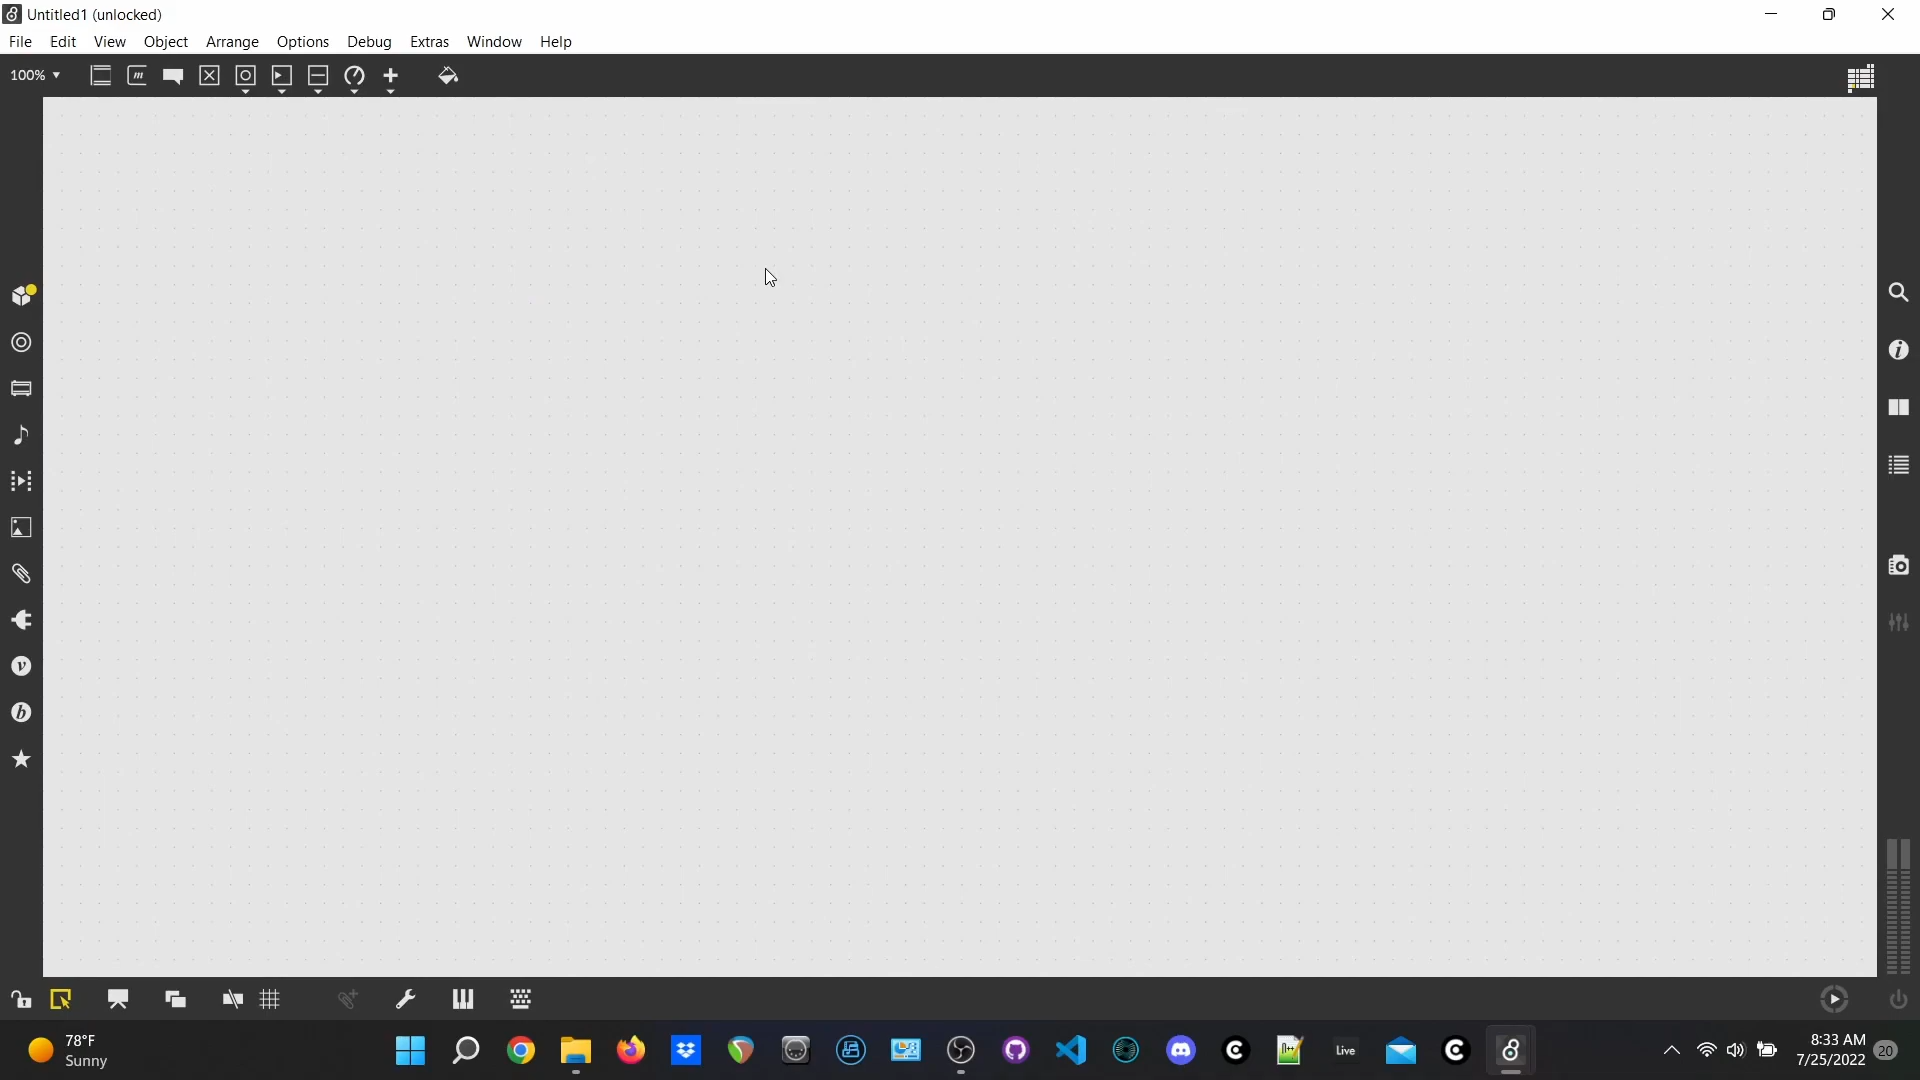 Untitled1 (unlocked)
File Edit View Object Arrange Options Debug Extras Window Help
100%
78°F
Sunny
Live
8:33 AM
7/25/2022
20